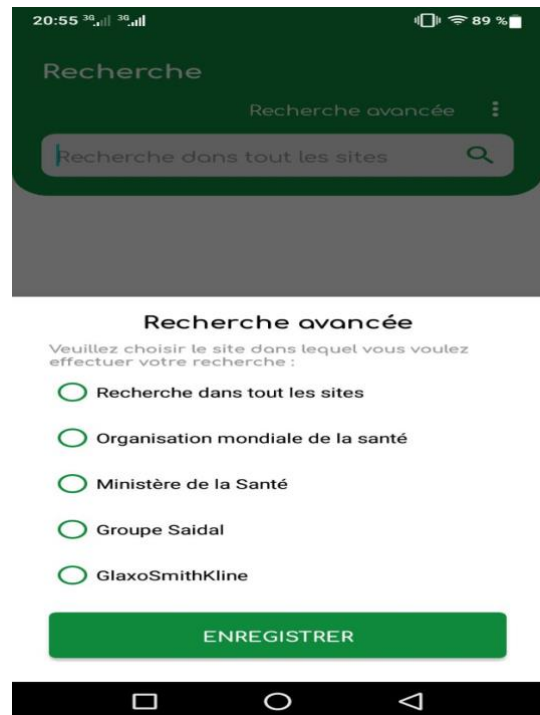 20:55 3G 3G 89 %
Recherche
Recherche avancée
Recherche dans tout les sites
Recherche avancée
Veuillez choisir le site dans lequel vous voulez
effectuer votre recherche :
Recherche dans tout les sites
Organisation mondiale de la santé
Ministère de la Santé
Groupe Saidal
GlaxoSmithKline
ENREGISTRER